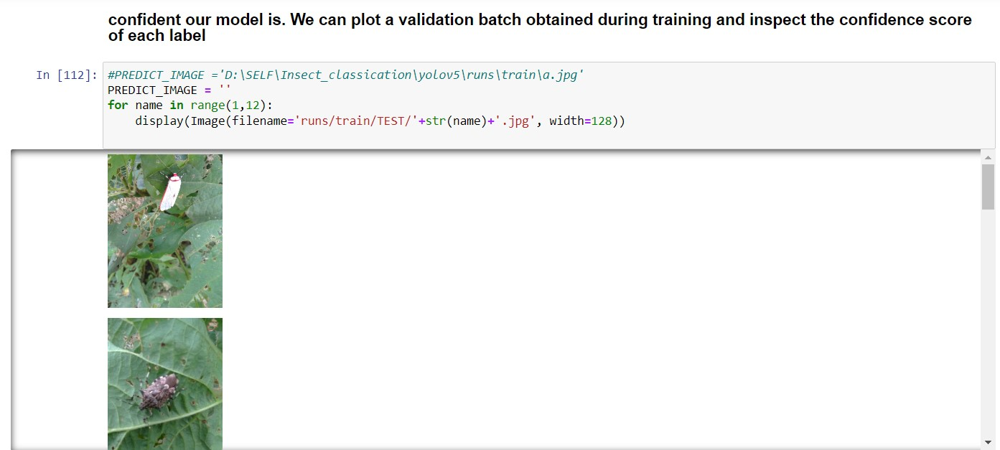 confident our model is. We can plot a validation batch obtained during training and inspect the confidence score
of each label
In [112]:
#PREDICT_IMAGE ='D:\SELF\Insect_classication\yolov5\runs\train\a.jpg'
PREDICT_IMAGE = ''
for name in range(1,12):
    display(Image(filename='runs/train/TEST/'+str(name)+'.jpg', width=128))